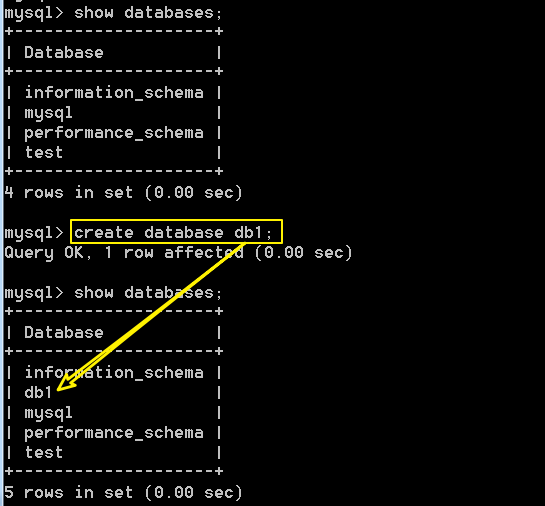 mysql> show databases;
+--------------------+
| Database           |
+--------------------+
| information_schema |
| mysql              |
| performance_schema |
| test               |
+--------------------+
4 rows in set (0.00 sec)
mysql> create database db1;
Query OK, 1 row affected (0.00 sec)
mysql> show databases;
+--------------------+
| Database           |
+--------------------+
| information_schema |
| db1                |
| mysql              |
| performance_schema |
| test               |
+--------------------+
5 rows in set (0.00 sec)